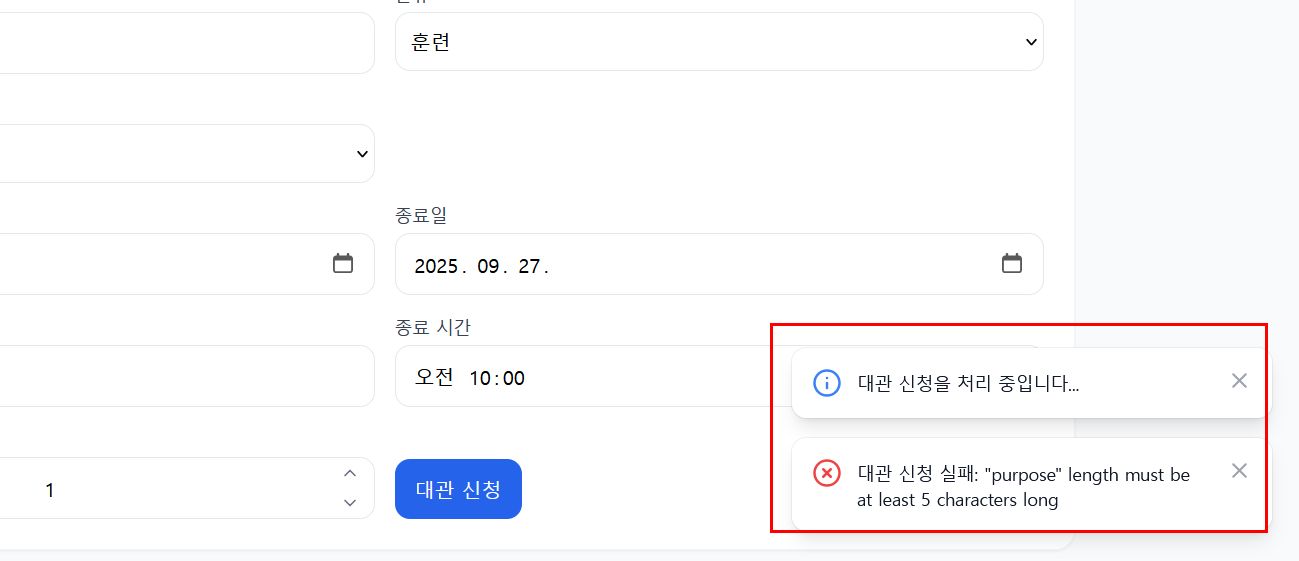 훈련
종료일
2025. 09. 27.
종료 시간
오전 10:00
대관 신청을 처리 중입니다...
1
대관 신청
대관 신청 실패: "purpose" length must be
at least 5 characters long